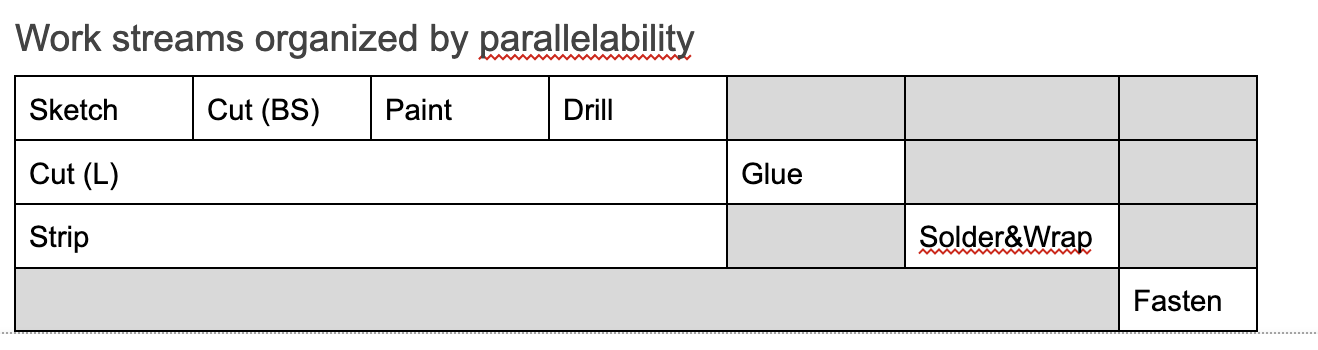 Work streams organized by parallelability
Sketch Cut (BS) Paint Drill
Cut (L) Glue
Strip Solder&Wrap
Fasten